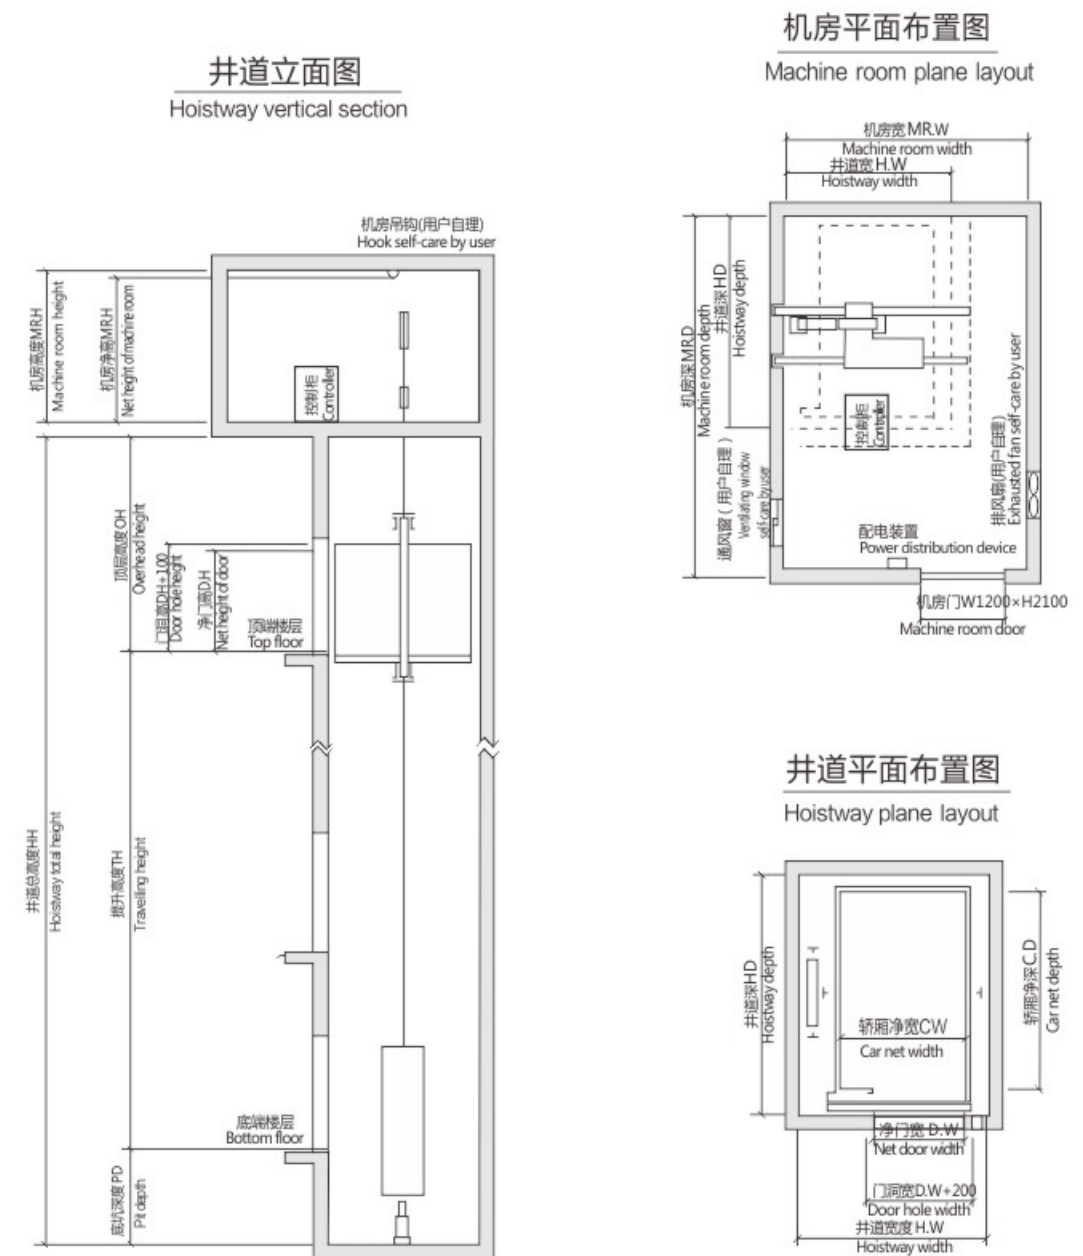 井道立面图
Hoistway vertical section
机房吊钩(用户自理)
Hook self-care by user
机房高度MR.H
Machine room height
机房净高MR.H
Net height of machine room
控制柜
Controller
顶层高度OH
Overhead height
门洞高DH+100
Door hole height
净门高D.H
Net height of door
顶端楼层
Top floor
井道总高度HH
Hoistway total height
提升高度TH
Travelling height
底端楼层
Bottom floor
底坑深度PD
Pit depth
机房平面布置图
Machine room plane layout
机房宽MR.W
Machine room width
井道宽H.W
Hoistway width
机房深MR.D
Machine room depth
井道深HD
Hoistway depth
控制柜
Controller
通风窗(用户自理)
Ventilating window
self-care by user
排风扇(用户自理)
Exhausted fan self-care by user
配电装置
Power distribution device
机房门W1200×H2100
Machine room door
井道平面布置图
Hoistway plane layout
井道深HD
Hoistway depth
轿厢净宽CW
Car net width
轿厢净深C.D
Car net depth
净门宽 D.W
Net door width
门洞宽D.W+200
Door hole width
井道宽度 H.W
Hoistway width